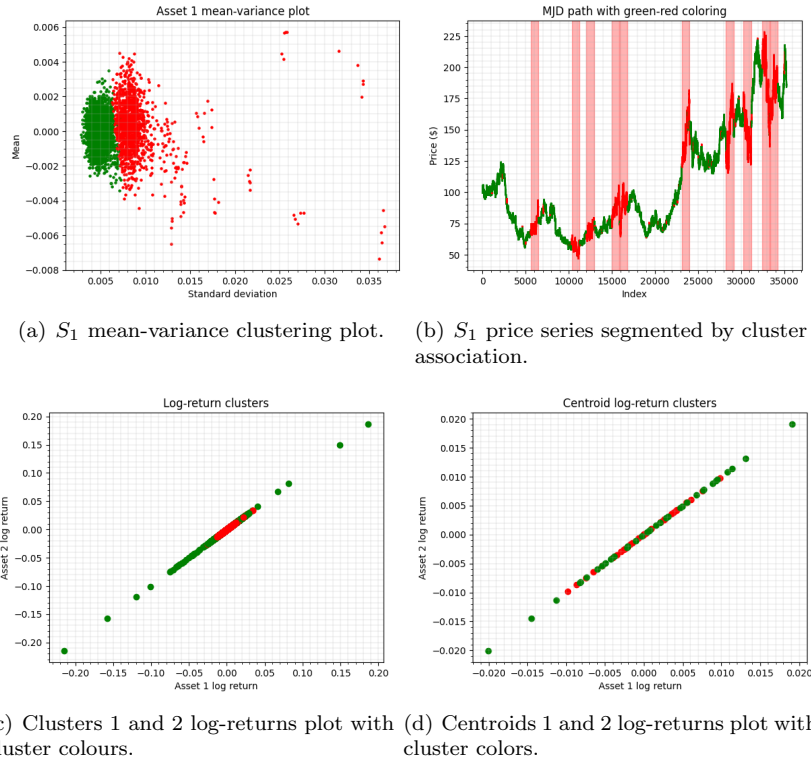 Asset 1 mean-variance plot
0.006
0.004
0.002
0.000
−0.002
−0.004
−0.006
−0.008
Mean
0.005 0.010 0.015 0.020 0.025 0.030 0.035
Standard deviation
MJD path with green-red coloring
225
200
175
150
125
100
75
50
Price ($)
0 5000 10000 15000 20000 25000 30000 35000
Index
(a) S₁ mean-variance clustering plot.
(b) S₁ price series segmented by cluster
association.
Log-return clusters
0.20
0.15
0.10
0.05
0.00
−0.05
−0.10
−0.15
−0.20
Asset 2 log return
−0.20 −0.15 −0.10 −0.05 0.00 0.05 0.10 0.15 0.20
Asset 1 log return
Centroid log-return clusters
0.020
0.015
0.010
0.005
0.000
−0.005
−0.010
−0.015
−0.020
Asset 2 log return
−0.020 −0.015 −0.010 −0.005 0.000 0.005 0.010 0.015 0.020
Asset 1 log return
c) Clusters 1 and 2 log-returns plot with
luster colours.
(d) Centroids 1 and 2 log-returns plot with
cluster colors.